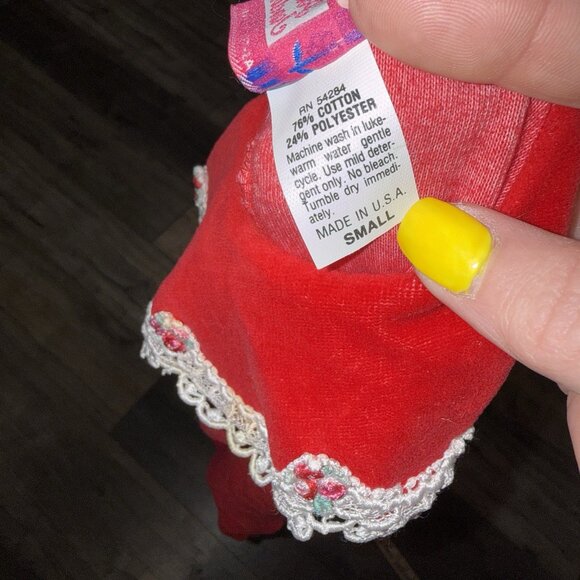 RN 54284
76% COTTON
24% POLYESTER
Machine wash in luke-
warm water gentle
cycle. Use mild deter-
gent only. No bleach.
Tumble dry immedi-
ately.
MADE IN U.S.A.
SMALL